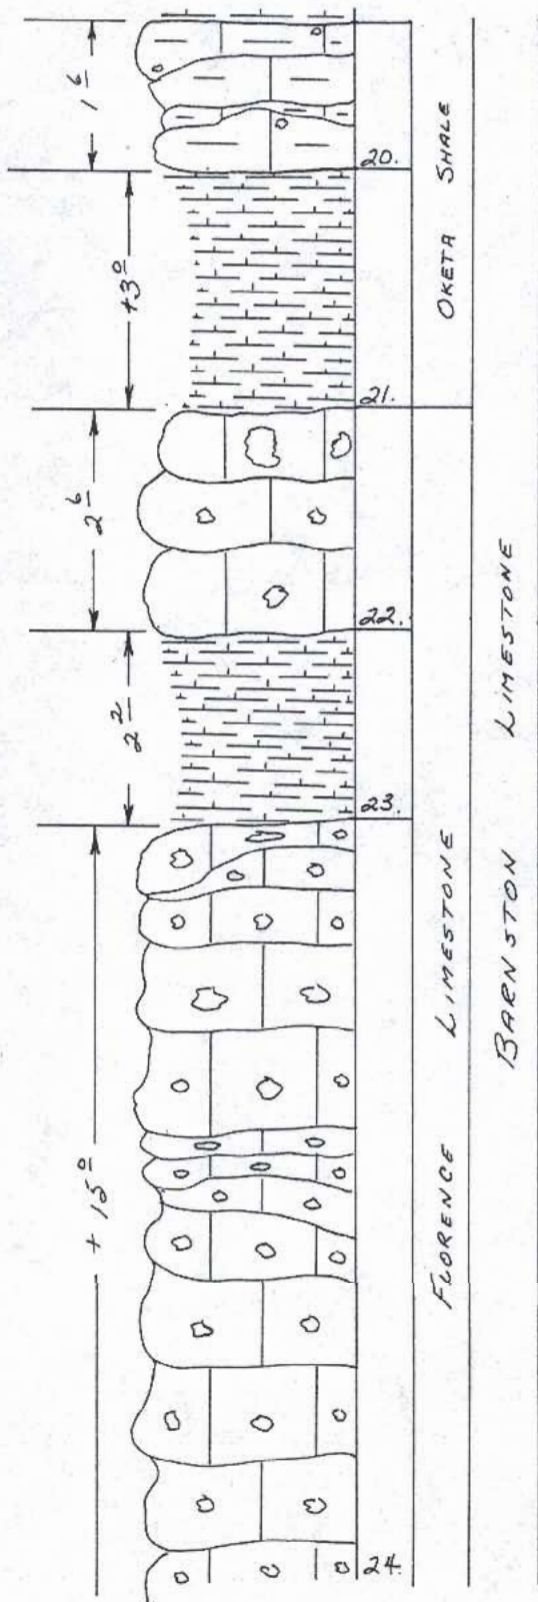 1 6
20.
OKETA SHALE
+3 0
21.
2 6
22.
2 2
23.
+ 15 0
FLORENCE LIMESTONE
BARNSTON LIMESTONE
24.